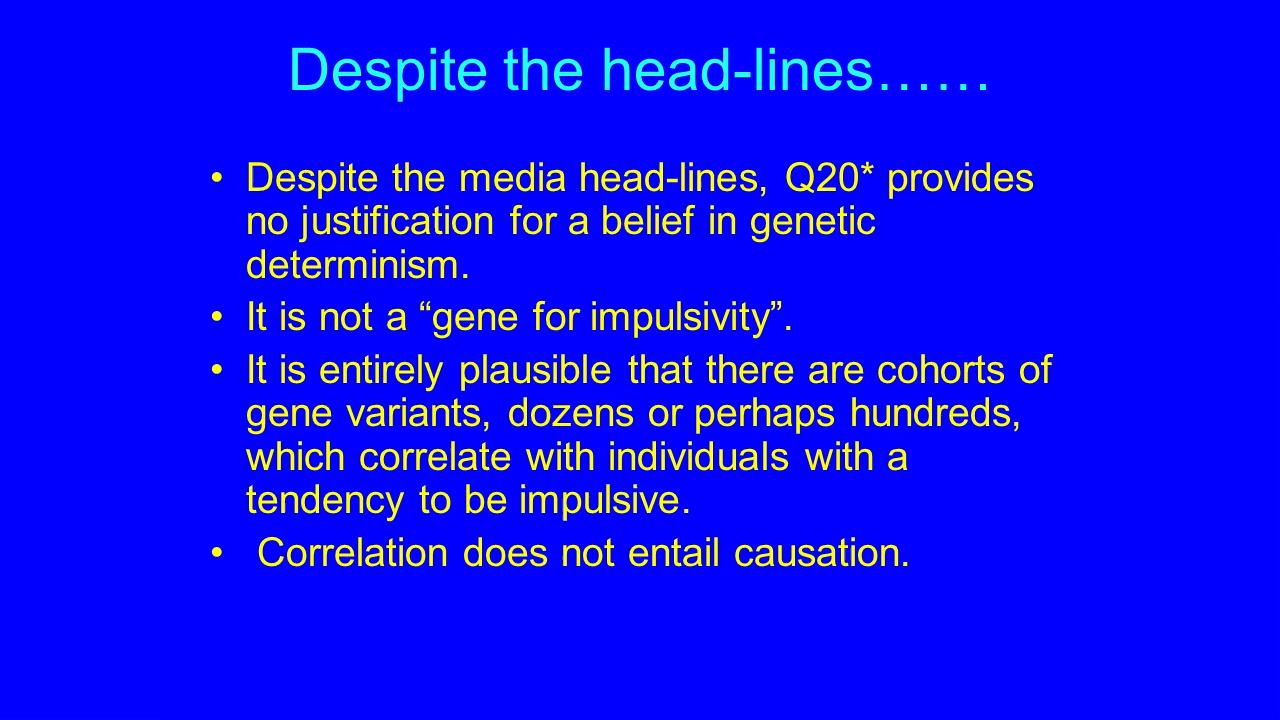 Despite the head-lines……
• Despite the media head-lines, Q20* provides
no justification for a belief in genetic
determinism.
• It is not a “gene for impulsivity”.
• It is entirely plausible that there are cohorts of
gene variants, dozens or perhaps hundreds,
which correlate with individuals with a
tendency to be impulsive.
• Correlation does not entail causation.